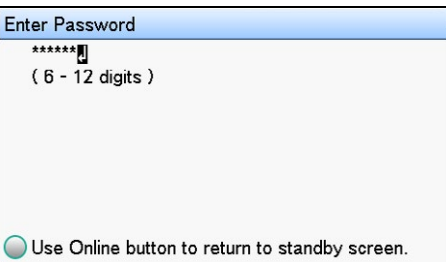 Enter Password
******↲
( 6 - 12 digits )
Use Online button to return to standby screen.